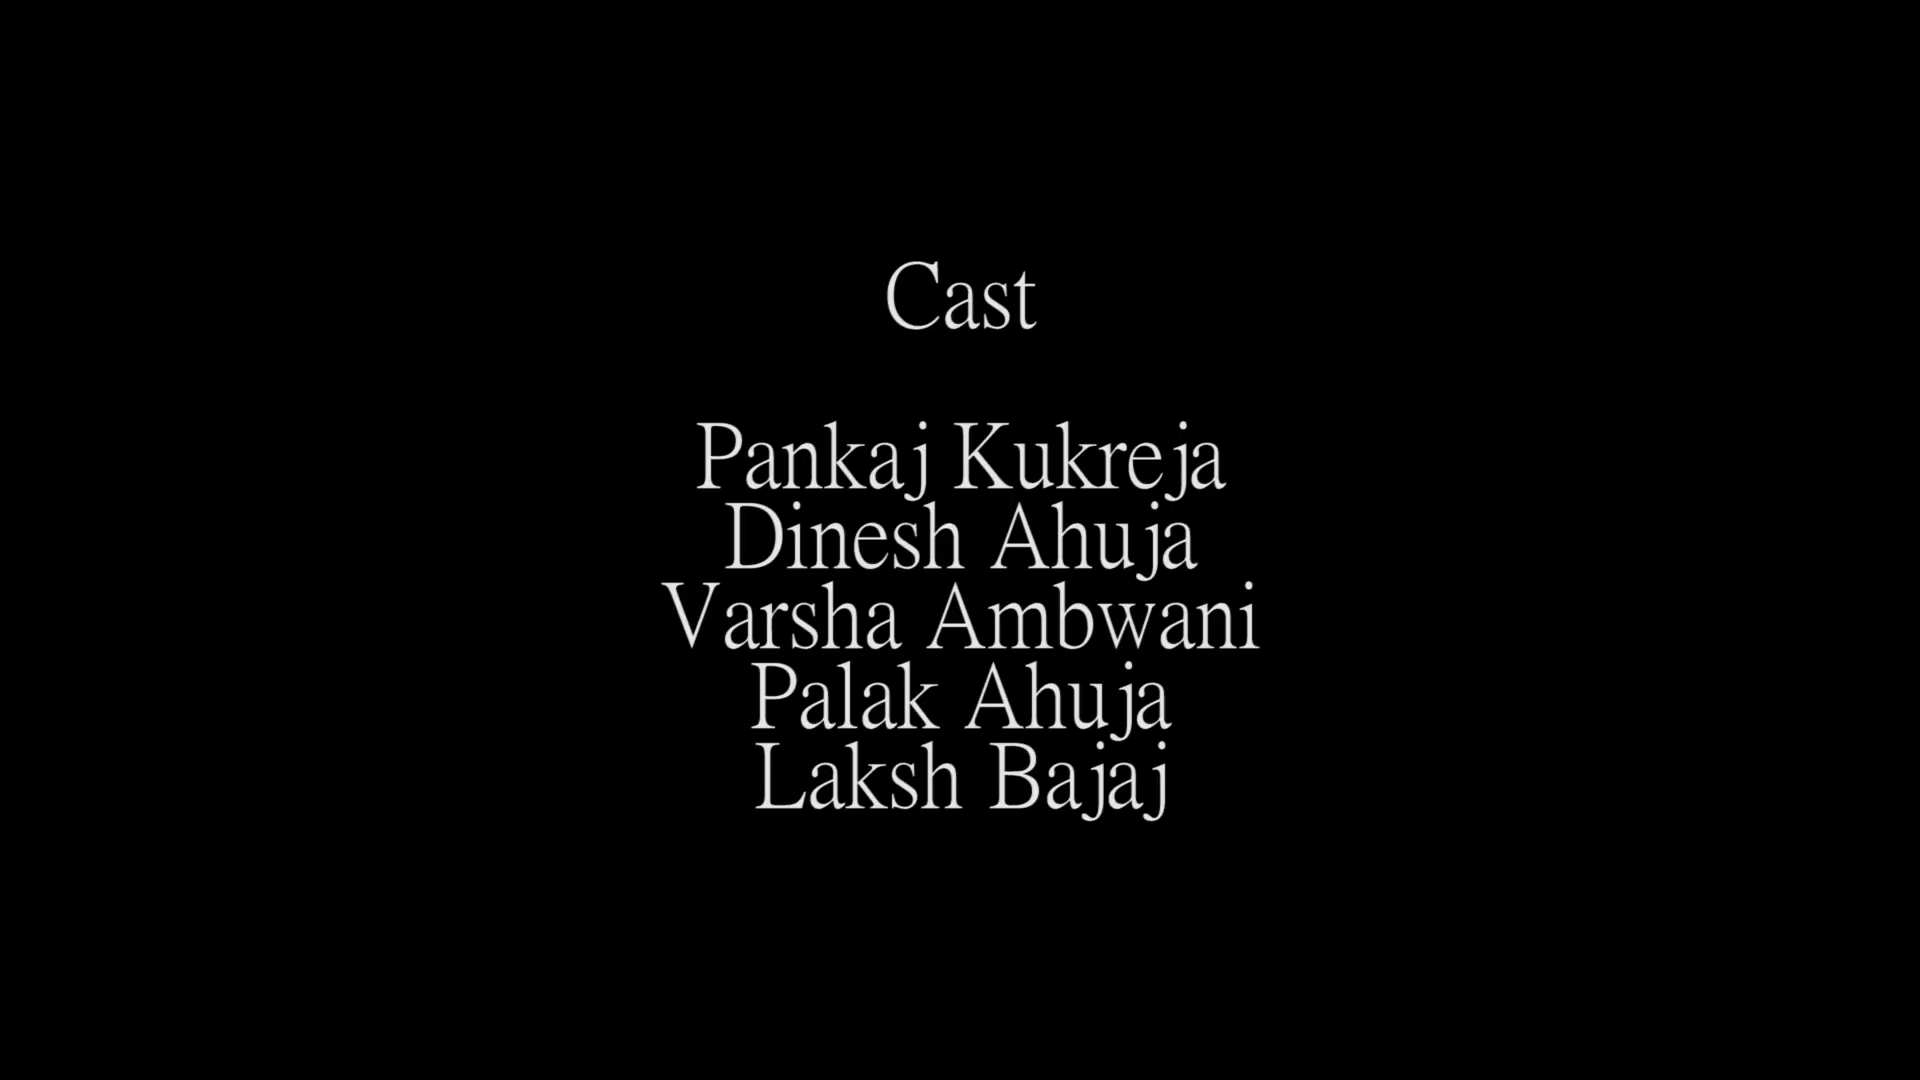 Cast
Pankaj Kukreja
Dinesh Ahuja
Varsha Ambwani
Palak Ahuja
Laksh Bajaj